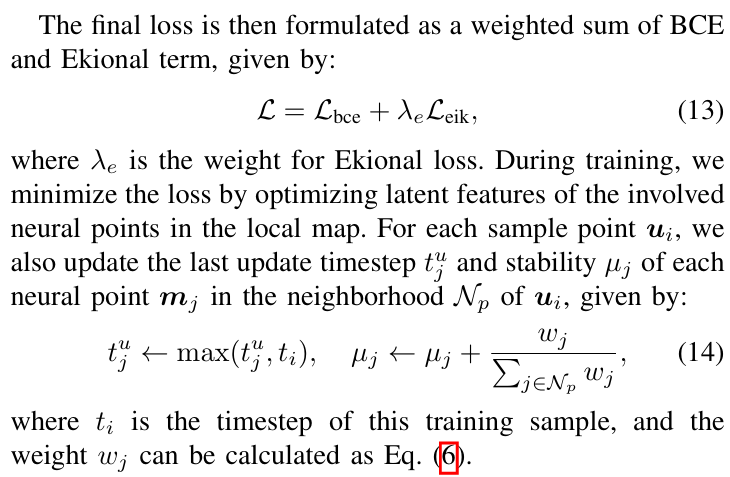 The final loss is then formulated as a weighted sum of BCE
and Ekional term, given by:
$\mathcal{L} = \mathcal{L}_{\text{bce}} + \lambda_e \mathcal{L}_{\text{eik}},$ (13)
where $\lambda_e$ is the weight for Ekional loss. During training, we
minimize the loss by optimizing latent features of the involved
neural points in the local map. For each sample point $\boldsymbol{u}_i$, we
also update the last update timestep $t_j^u$ and stability $\mu_j$ of each
neural point $\boldsymbol{m}_j$ in the neighborhood $\mathcal{N}_p$ of $\boldsymbol{u}_i$, given by:
$t_j^u \leftarrow \max(t_j^u, t_i), \quad \mu_j \leftarrow \mu_j + \frac{w_j}{\sum_{j \in \mathcal{N}_p} w_j},$ (14)
where $t_i$ is the timestep of this training sample, and the
weight $w_j$ can be calculated as Eq. (6).